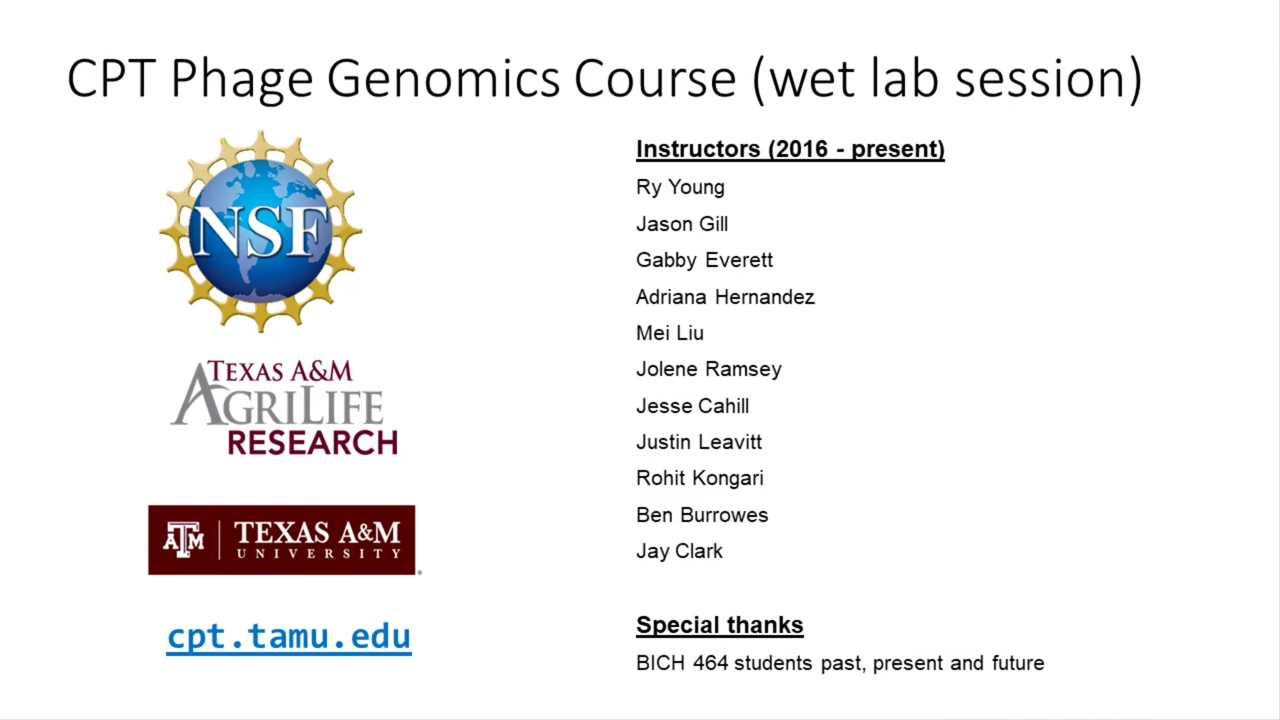 CPT Phage Genomics Course (wet lab session)
NSF
TEXAS A&M
AGRILIFE
RESEARCH
ATM | TEXAS A&M
UNIVERSITY
cpt.tamu.edu
Instructors (2016 - present)
Ry Young
Jason Gill
Gabby Everett
Adriana Hernandez
Mei Liu
Jolene Ramsey
Jesse Cahill
Justin Leavitt
Rohit Kongari
Ben Burrowes
Jay Clark
Special thanks
BICH 464 students past, present and future